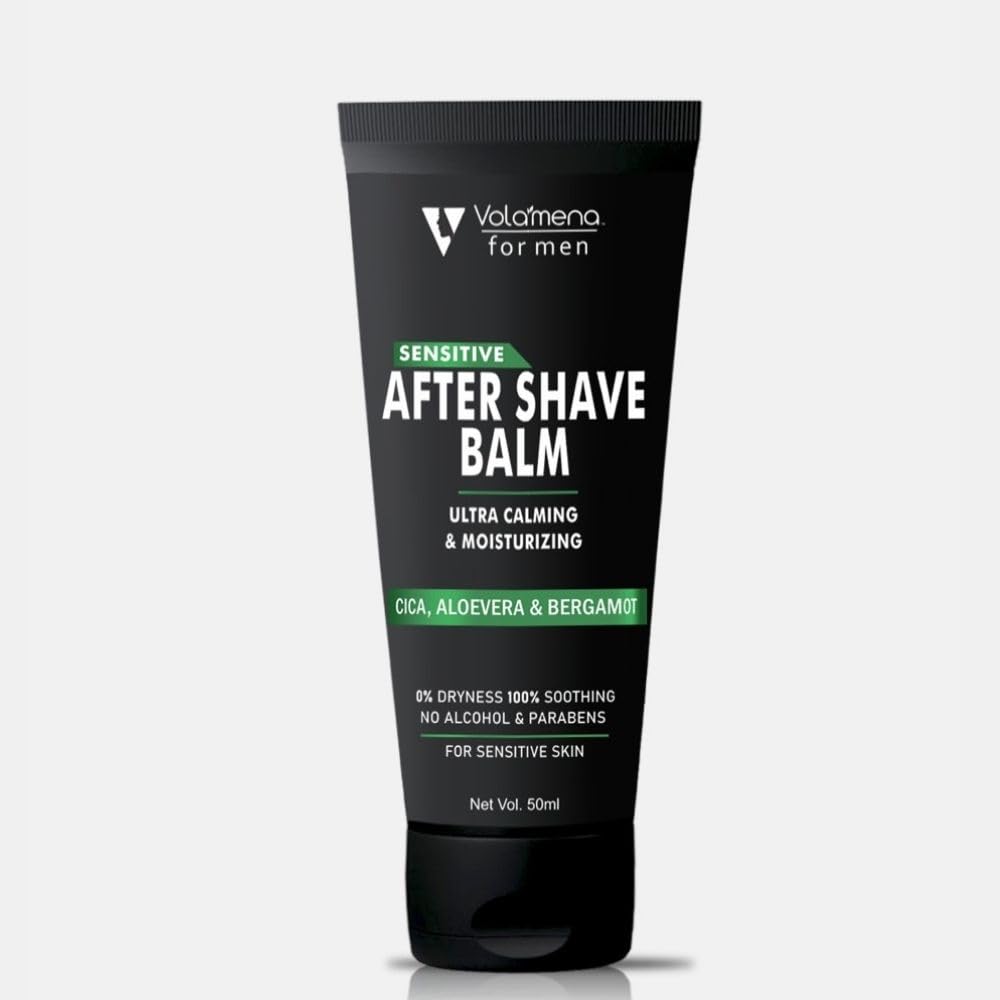 Volamena™
for men
SENSITIVE
AFTER SHAVE
BALM
ULTRA CALMING
& MOISTURIZING
CICA, ALOEVERA & BERGAMOT
0% DRYNESS 100% SOOTHING
NO ALCOHOL & PARABENS
FOR SENSITIVE SKIN
Net Vol. 50ml